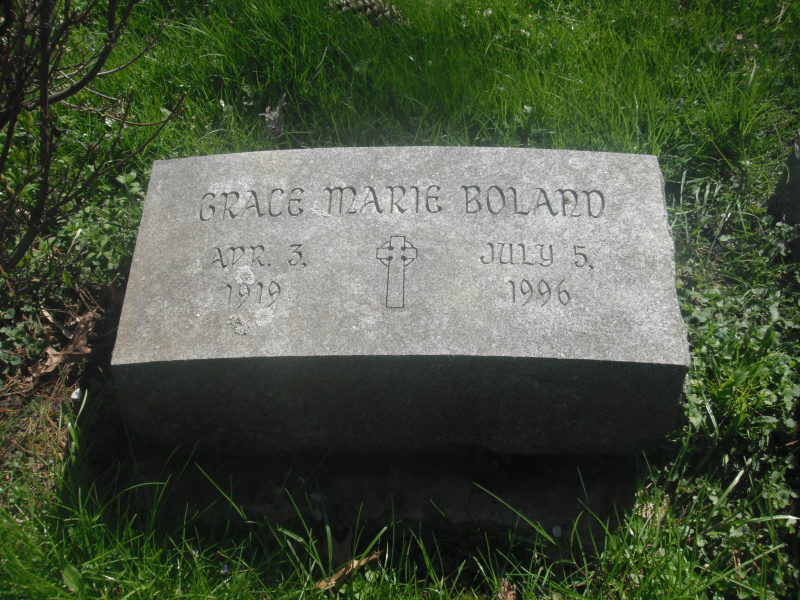 GRACE MARIE BOLAND
APR. 3, JULY 5,
1919 1996